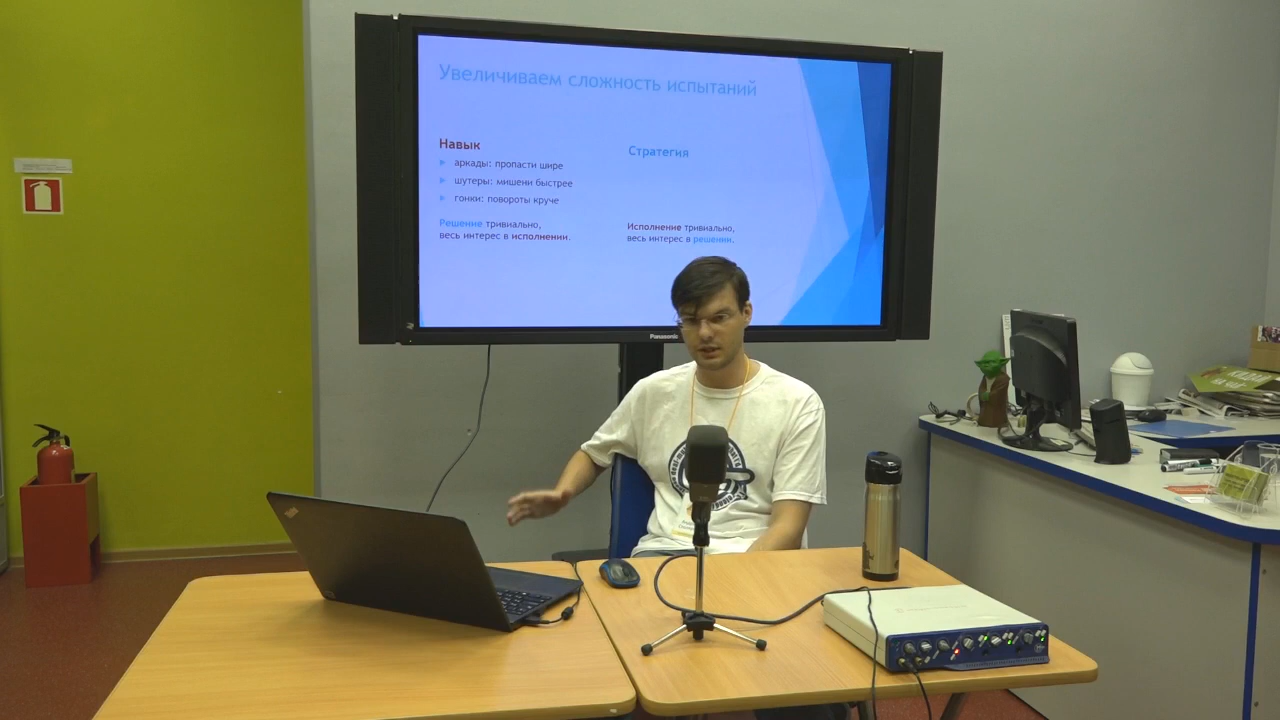 Увеличиваем сложность испытаний
Навык
аркады: пропасти шире
шутеры: мишени быстрее
гонки: повороты круче
Решение тривиально,
весь интерес в исполнении.
Стратегия
Исполнение тривиально,
весь интерес в решении.
Panasonic